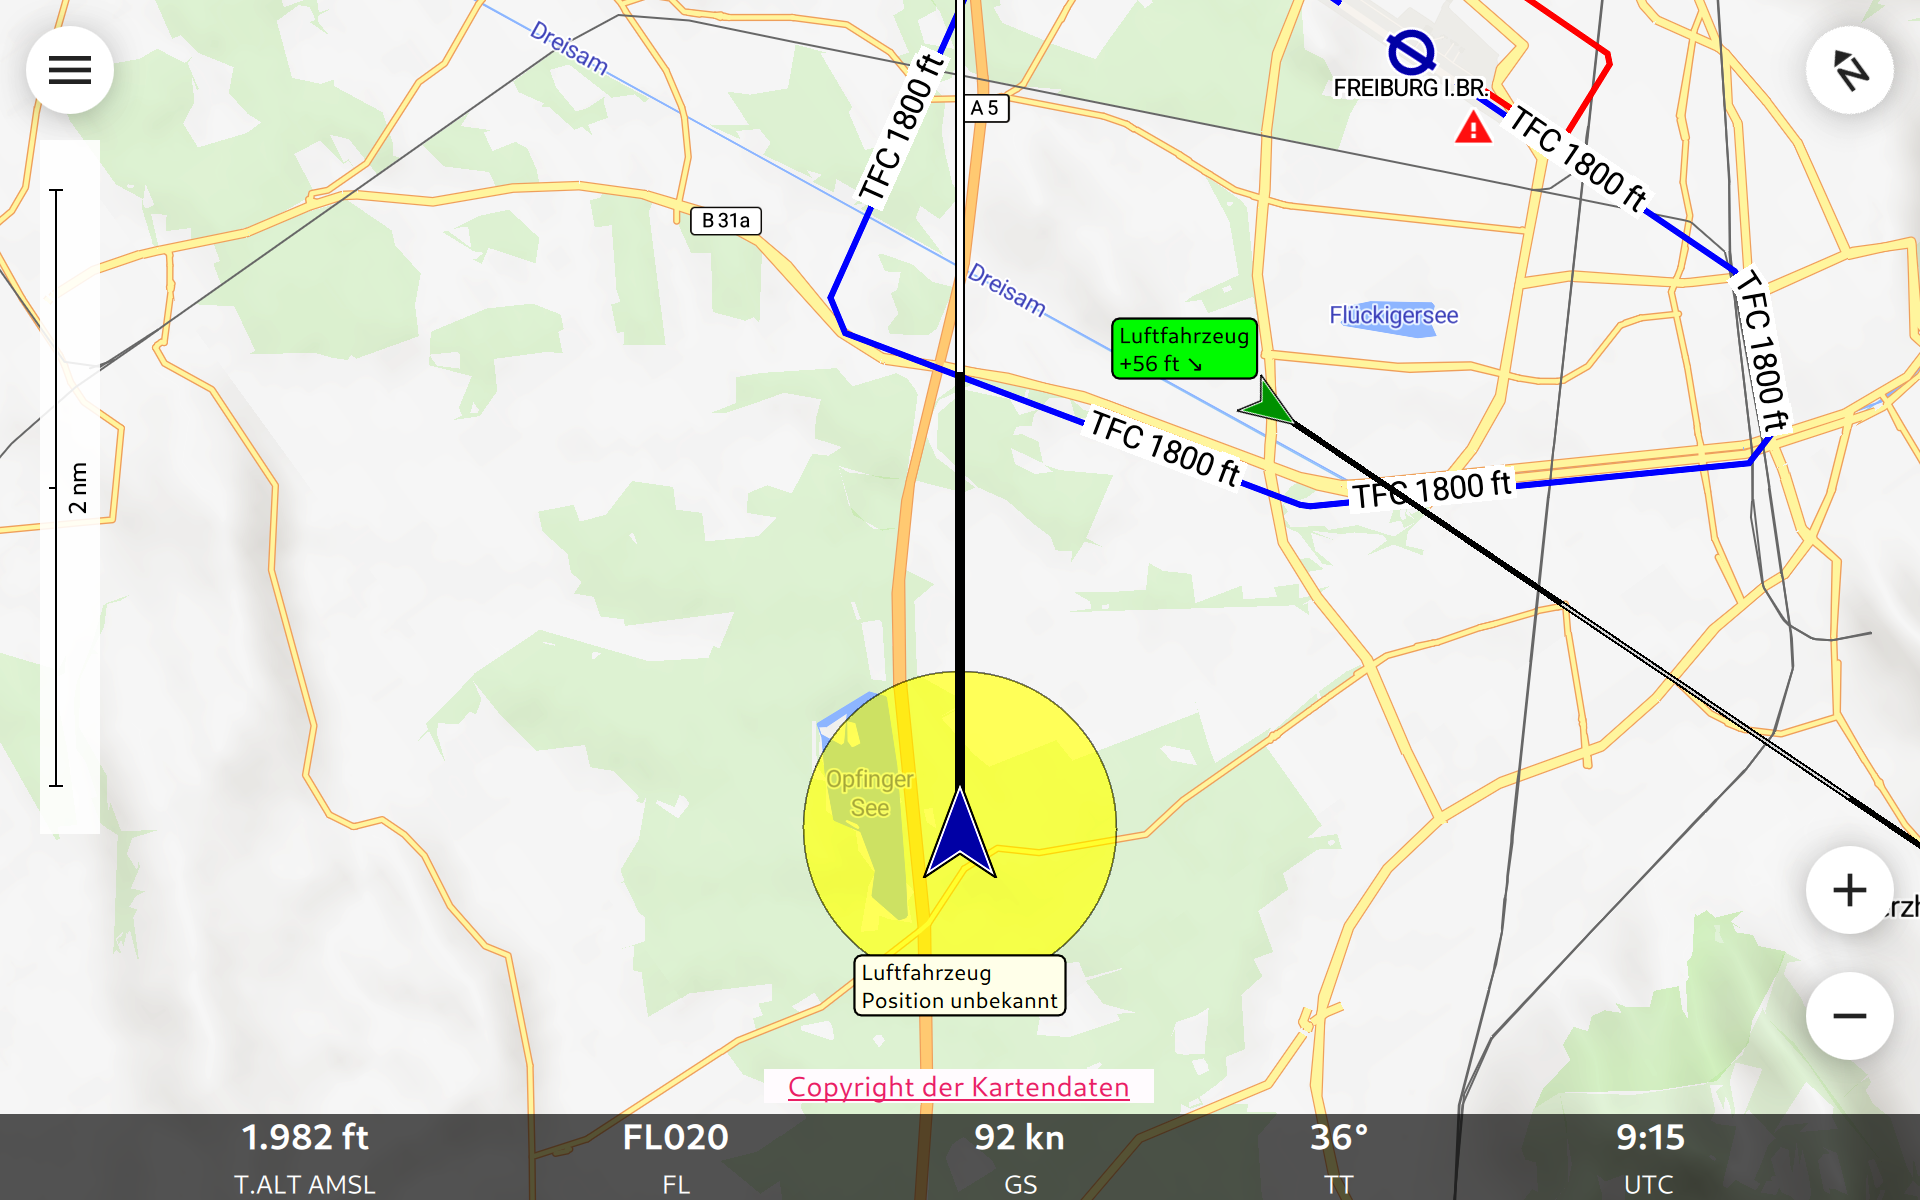 Dreisam
TFC 1800 ft
A 5
FREIBURG I.BR.
TFC 1800 ft
B 31a
Dreisam
Flückigersee
TFC 1800 ft
Luftfahrzeug
+56 ft ↘
TFC 1800 ft
TFC 1800 ft
2 nm
Opfinger
See
Luftfahrzeug
Position unbekannt
Copyright der Kartendaten
1.982 ft
FL020
92 kn
36°
9:15
T.ALT AMSL
FL
GS
TT
UTC